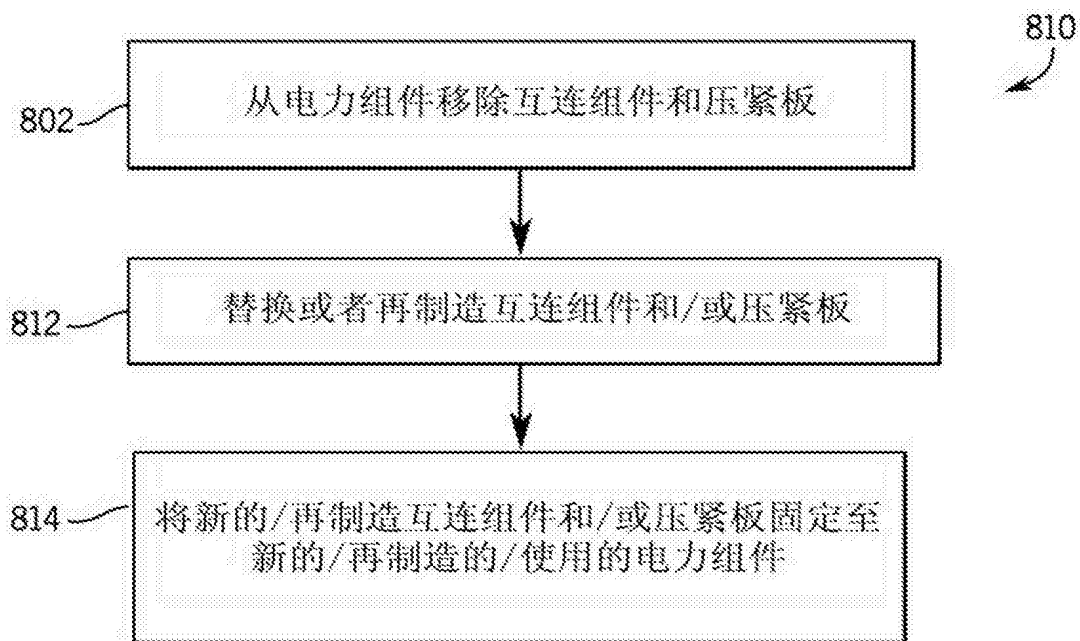 810
802
从电力组件移除互连组件和压紧板
812
替换或者再制造互连组件和/或压紧板
814
将新的/再制造互连组件和/或压紧板固定至
新的/再制造的/使用的电力组件